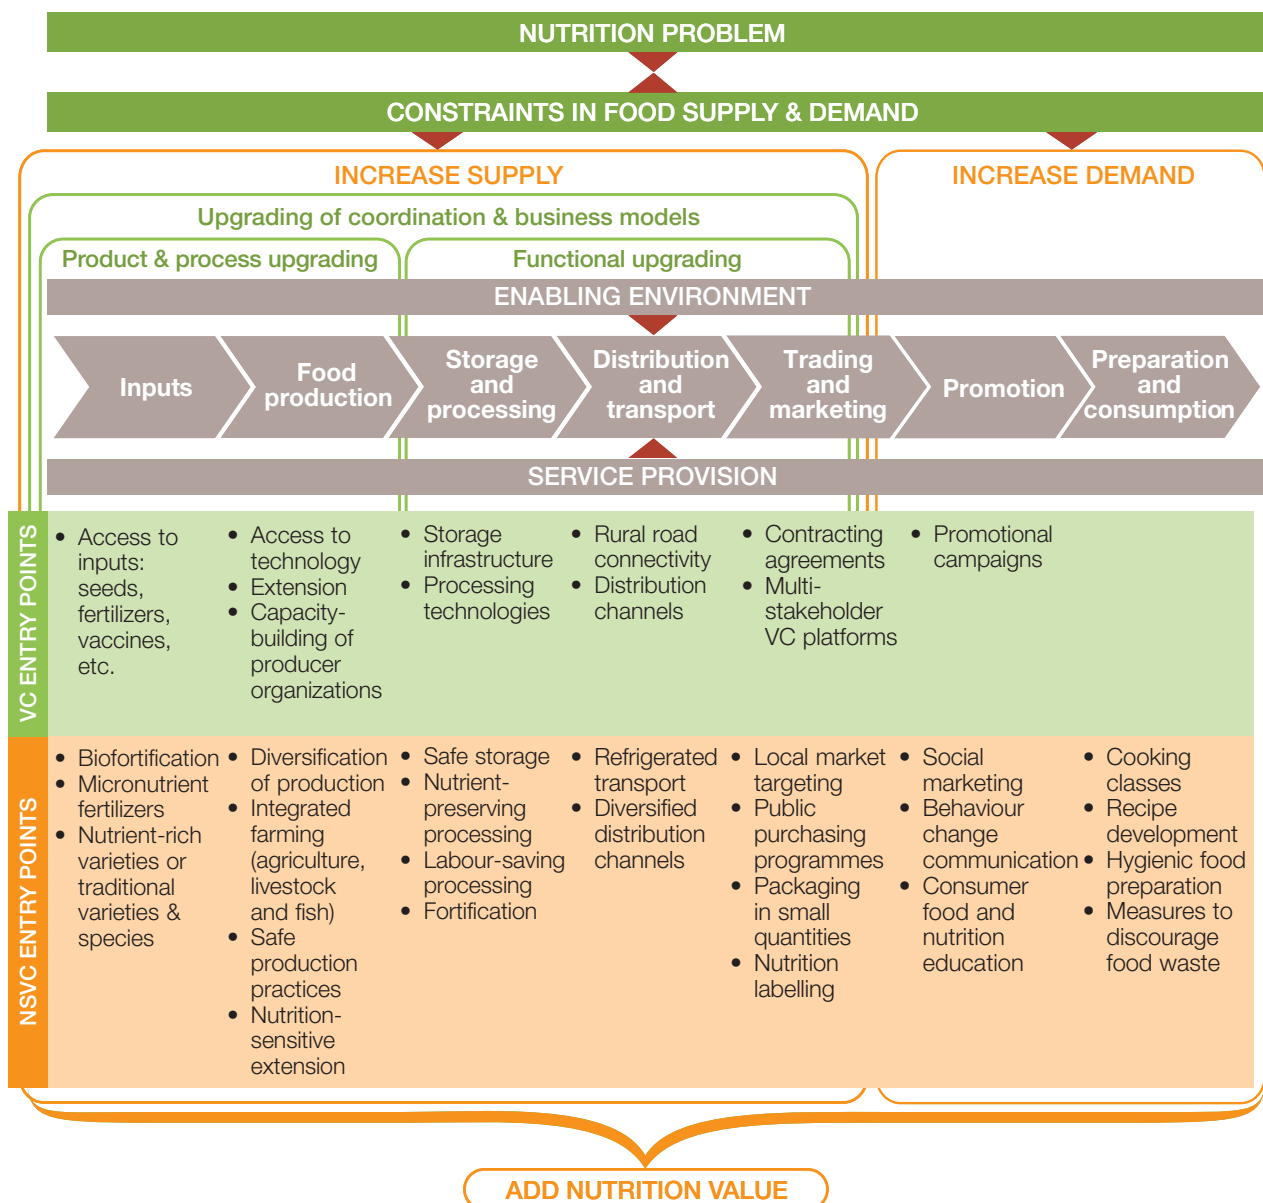 NUTRITION PROBLEM
CONSTRAINTS IN FOOD SUPPLY & DEMAND
INCREASE SUPPLY
INCREASE DEMAND
Upgrading of coordination & business models
Product & process upgrading
Functional upgrading
ENABLING ENVIRONMENT
Inputs
Food
production
Storage
and
processing
Distribution
and
transport
Trading
and
marketing
Promotion
Preparation
and
consumption
SERVICE PROVISION
VC ENTRY POINTS
• Access to
inputs:
seeds,
fertilizers,
vaccines,
etc.
• Access to
technology
• Extension
• Capacity-
building of
producer
organizations
• Storage
infrastructure
• Processing
technologies
• Rural road
connectivity
• Distribution
channels
• Contracting
agreements
• Multi-
stakeholder
VC platforms
• Promotional
campaigns
NSVC ENTRY POINTS
• Biofortification
• Micronutrient
fertilizers
• Nutrient-rich
varieties or
traditional
varieties &
species
• Diversification
of production
• Integrated
farming
(agriculture,
livestock
and fish)
• Safe
production
practices
• Nutrition-
sensitive
extension
• Safe storage
• Nutrient-
preserving
processing
• Labour-saving
processing
• Fortification
• Refrigerated
transport
• Diversified
distribution
channels
• Local market
targeting
• Public
purchasing
programmes
• Packaging
in small
quantities
• Nutrition
labelling
• Social
marketing
• Behaviour
change
communication
• Consumer
food and
nutrition
education
• Cooking
classes
• Recipe
development
• Hygienic food
preparation
• Measures to
discourage
food waste
ADD NUTRITION VALUE